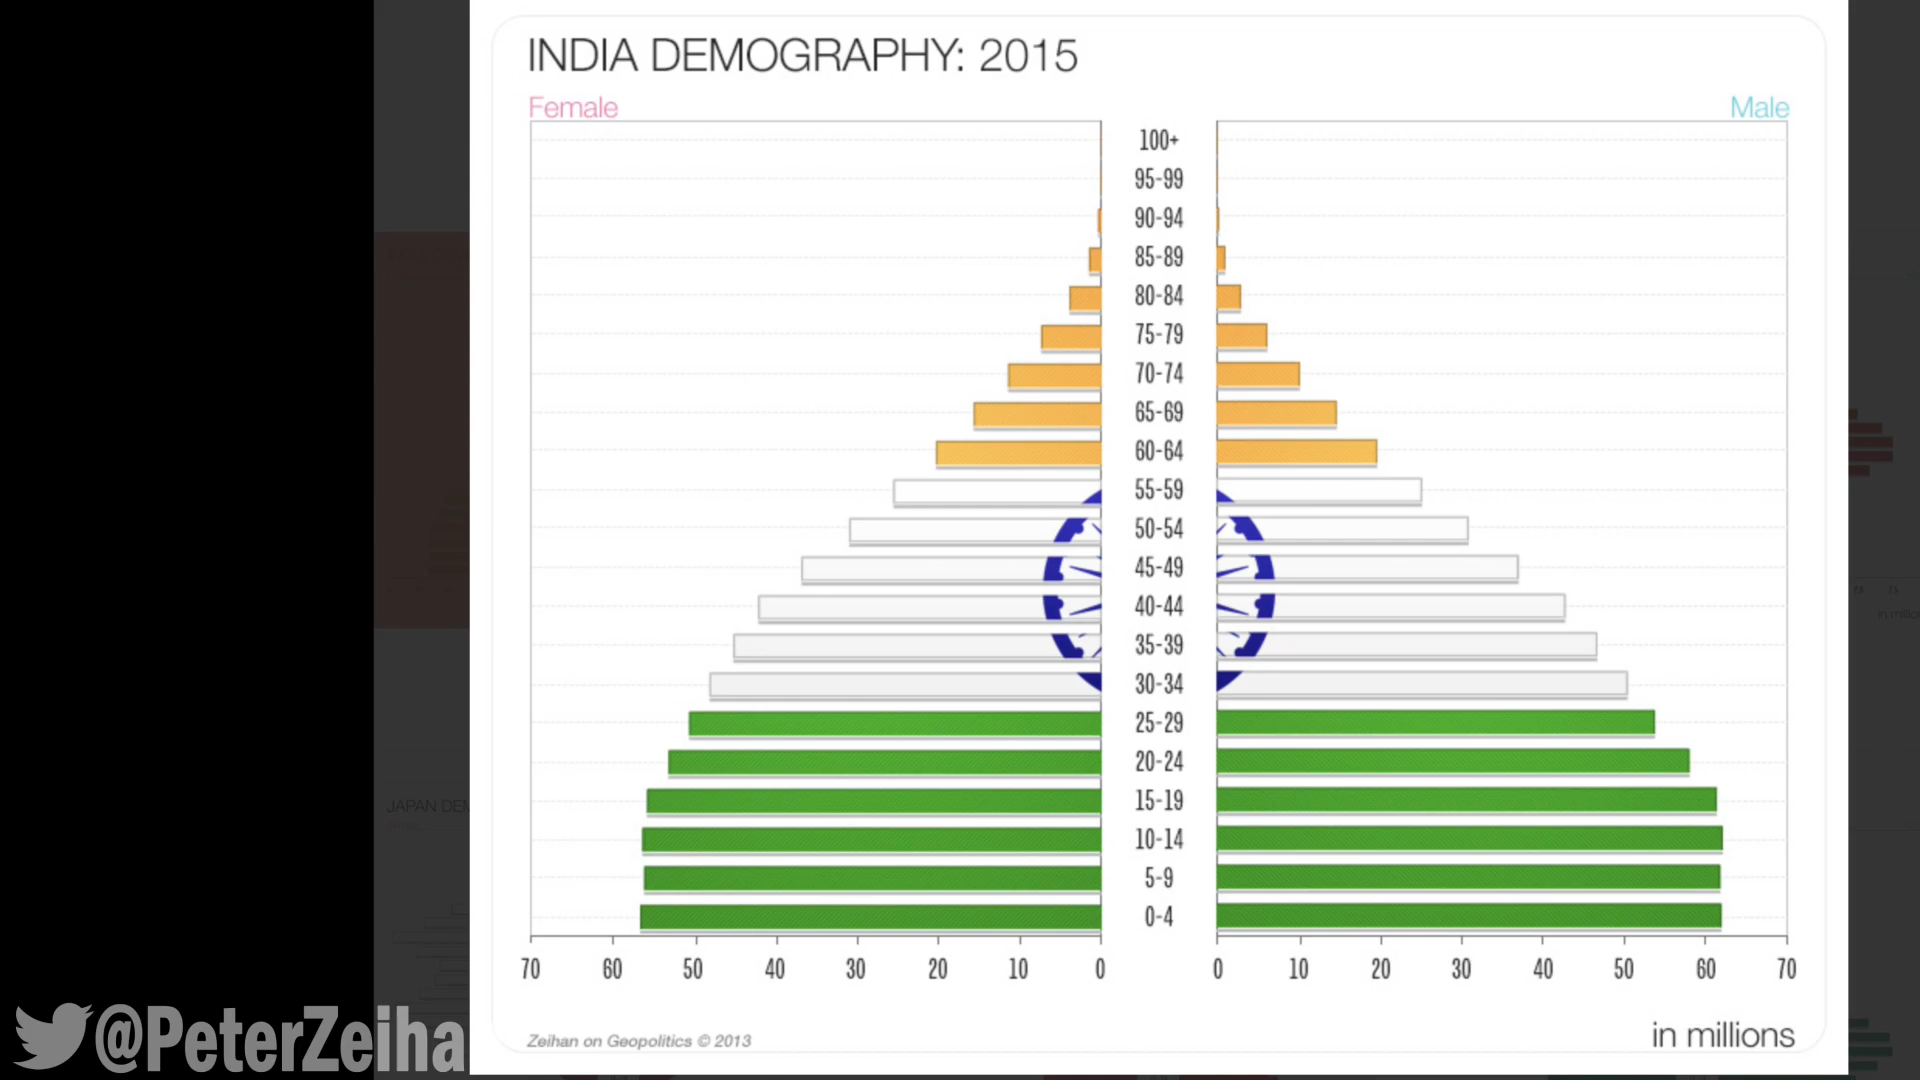 INDIA DEMOGRAPHY: 2015
Female
Male
100+
95-99
90-94
85-89
80-84
75-79
70-74
65-69
60-64
55-59
50-54
45-49
40-44
35-39
30-34
25-29
20-24
15-19
10-14
5-9
0-4
70 60 50 40 30 20 10 0 0 10 20 30 40 50 60 70
Zeihan on Geopolitics © 2013
in millions
JAPAN DEM
@PeterZeiha